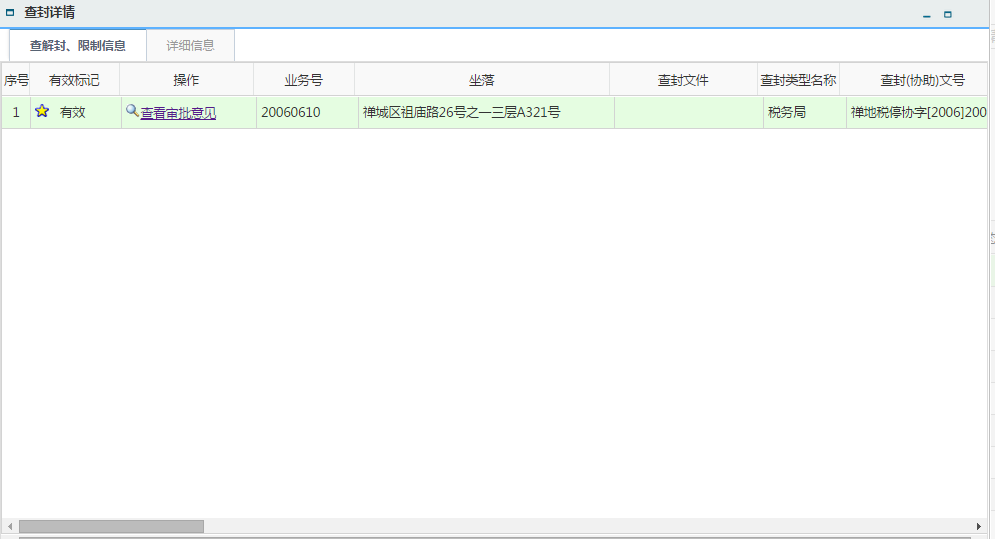 查封详情
查解封、限制信息 详细信息
序号 有效标记 操作 业务号 坐落 查封文件 查封类型名称 查封(协助)文号
1 有效 查看审批意见 20060610 禅城区祖庙路26号之一三层A321号 税务局 禅地税停协字[2006]200